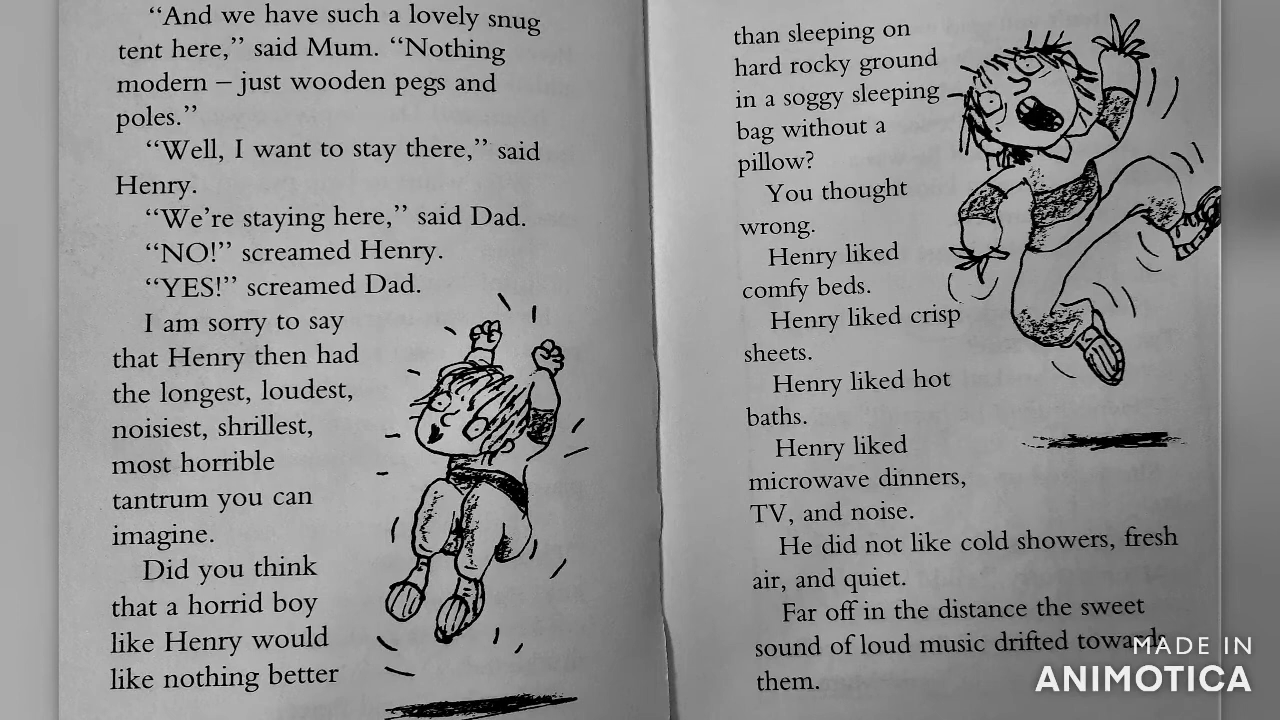 “And we have such a lovely snug
tent here,” said Mum. “Nothing
modern – just wooden pegs and
poles.”
“Well, I want to stay there,” said
Henry.
“We’re staying here,” said Dad.
“NO!” screamed Henry.
“YES!” screamed Dad.
I am sorry to say
that Henry then had
the longest, loudest,
noisiest, shrillest,
most horrible
tantrum you can
imagine.
Did you think
that a horrid boy
like Henry would
like nothing better
than sleeping on
hard rocky ground
in a soggy sleeping
bag without a
pillow?
You thought
wrong.
Henry liked
comfy beds.
Henry liked crisp
sheets.
Henry liked hot
baths.
Henry liked
microwave dinners,
TV, and noise.
He did not like cold showers, fresh
air, and quiet.
Far off in the distance the sweet
sound of loud music drifted towards
them.
MADE IN
ANIMOTICA